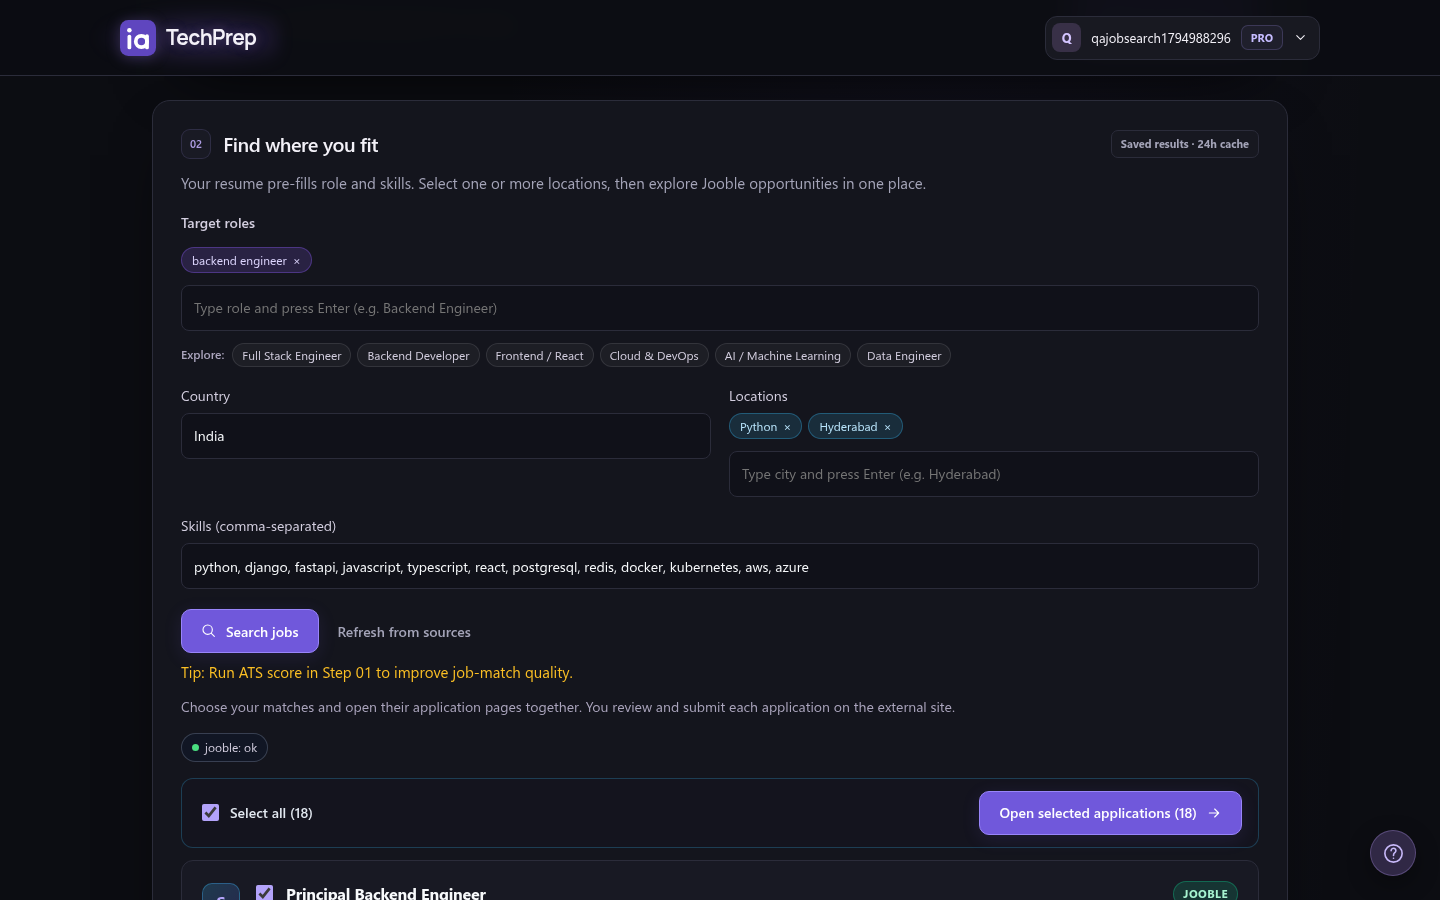 ia TechPrep
Q qajobsearch1794988296 PRO
02 Find where you fit
Saved results · 24h cache
Your resume pre-fills role and skills. Select one or more locations, then explore Jooble opportunities in one place.
Target roles
backend engineer ×
Type role and press Enter (e.g. Backend Engineer)
Explore: Full Stack Engineer Backend Developer Frontend / React Cloud & DevOps AI / Machine Learning Data Engineer
Country
India
Locations
Python × Hyderabad ×
Type city and press Enter (e.g. Hyderabad)
Skills (comma-separated)
python, django, fastapi, javascript, typescript, react, postgresql, redis, docker, kubernetes, aws, azure
Search jobs Refresh from sources
Tip: Run ATS score in Step 01 to improve job-match quality.
Choose your matches and open their application pages together. You review and submit each application on the external site.
jooble: ok
Select all (18)
Open selected applications (18) →
Principal Backend Engineer
JOOBLE